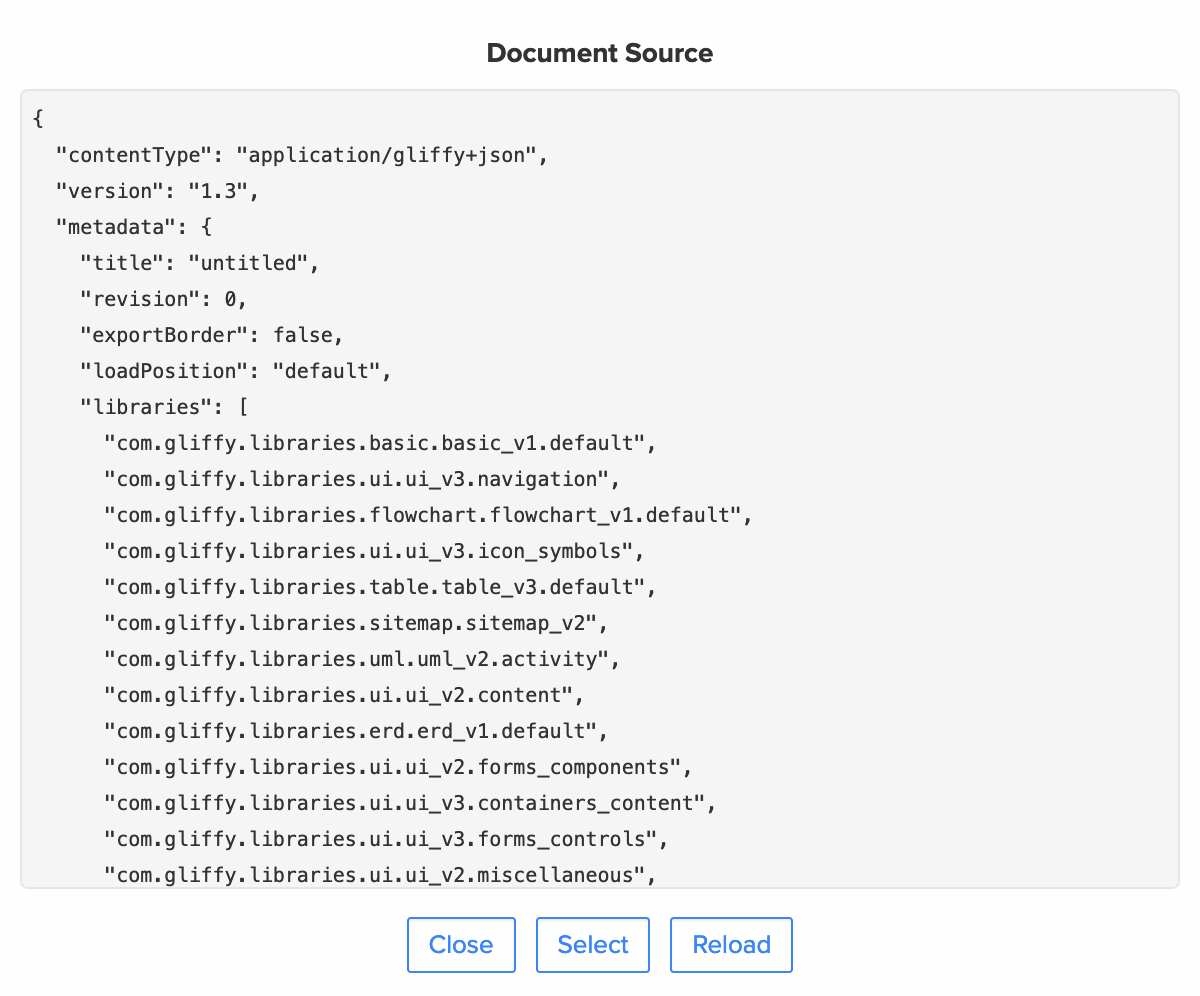 Document Source
{
  "contentType": "application/gliffy+json",
  "version": "1.3",
  "metadata": {
    "title": "untitled",
    "revision": 0,
    "exportBorder": false,
    "loadPosition": "default",
    "libraries": [
      "com.gliffy.libraries.basic.basic_v1.default",
      "com.gliffy.libraries.ui.ui_v3.navigation",
      "com.gliffy.libraries.flowchart.flowchart_v1.default",
      "com.gliffy.libraries.ui.ui_v3.icon_symbols",
      "com.gliffy.libraries.table.table_v3.default",
      "com.gliffy.libraries.sitemap.sitemap_v2",
      "com.gliffy.libraries.uml.uml_v2.activity",
      "com.gliffy.libraries.ui.ui_v2.content",
      "com.gliffy.libraries.erd.erd_v1.default",
      "com.gliffy.libraries.ui.ui_v2.forms_components",
      "com.gliffy.libraries.ui.ui_v3.containers_content",
      "com.gliffy.libraries.ui.ui_v3.forms_controls",
      "com.gliffy.libraries.ui.ui_v2.miscellaneous",
Close Select Reload